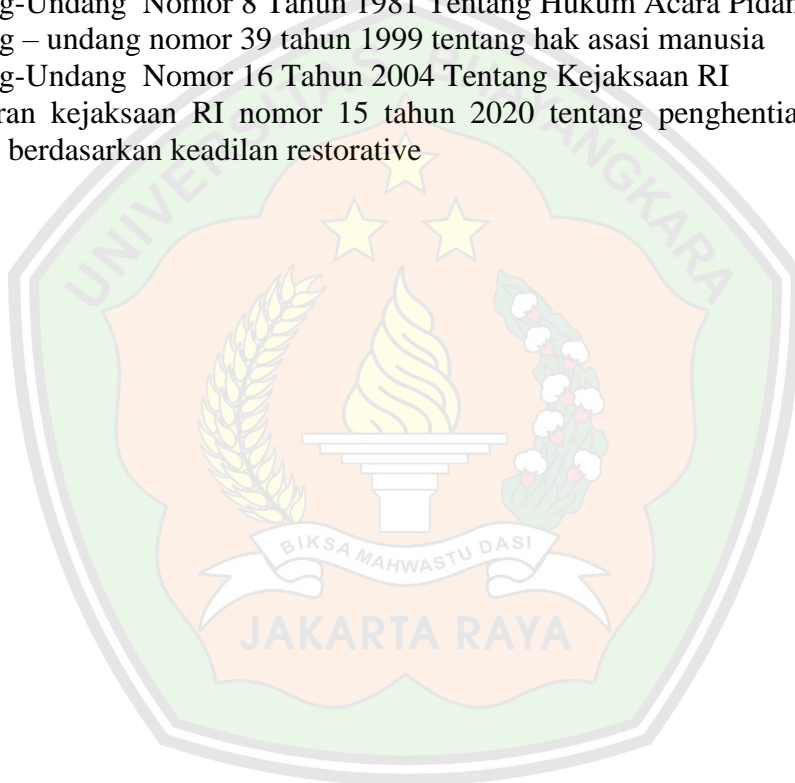 g-Undang Nomor 8 Tahun 1981 Tentang Hukum Acara Pidan
g – undang nomor 39 tahun 1999 tentang hak asasi manusia
g-Undang Nomor 16 Tahun 2004 Tentang Kejaksaan RI
ran kejaksaan RI nomor 15 tahun 2020 tentang penghentia
berdasarkan keadilan restorative
UNIVERSITAS BHAYANGKARA
BIKSA MAHWASTU DASI
JAKARTA RAYA